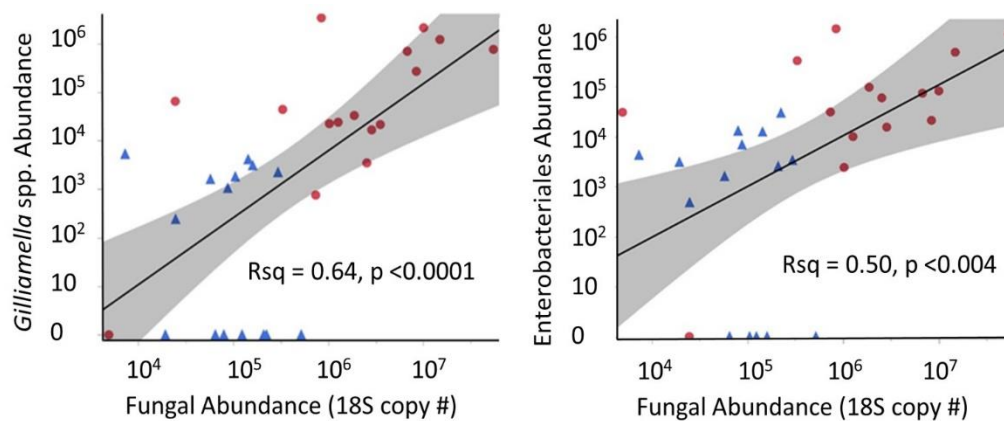 Gilliamella spp. Abundance
10⁶
10⁵
10⁴
10³
10²
10
0
Rsq = 0.64, p <0.0001
10⁴ 10⁵ 10⁶ 10⁷
Fungal Abundance (18S copy #)
Enterobacteriales Abundance
10⁶
10⁵
10⁴
10³
10²
10
0
Rsq = 0.50, p <0.004
10⁴ 10⁵ 10⁶ 10⁷
Fungal Abundance (18S copy #)